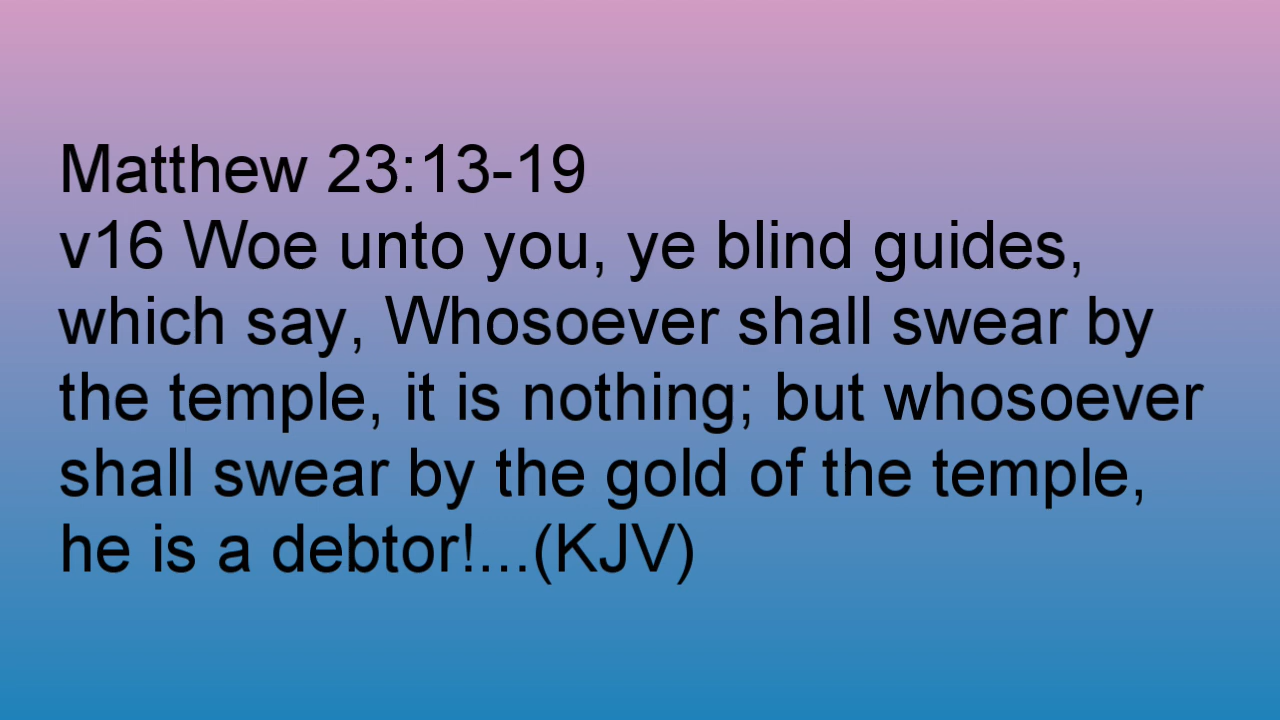 Matthew 23:13-19
v16 Woe unto you, ye blind guides,
which say, Whosoever shall swear by
the temple, it is nothing; but whosoever
shall swear by the gold of the temple,
he is a debtor!...(KJV)